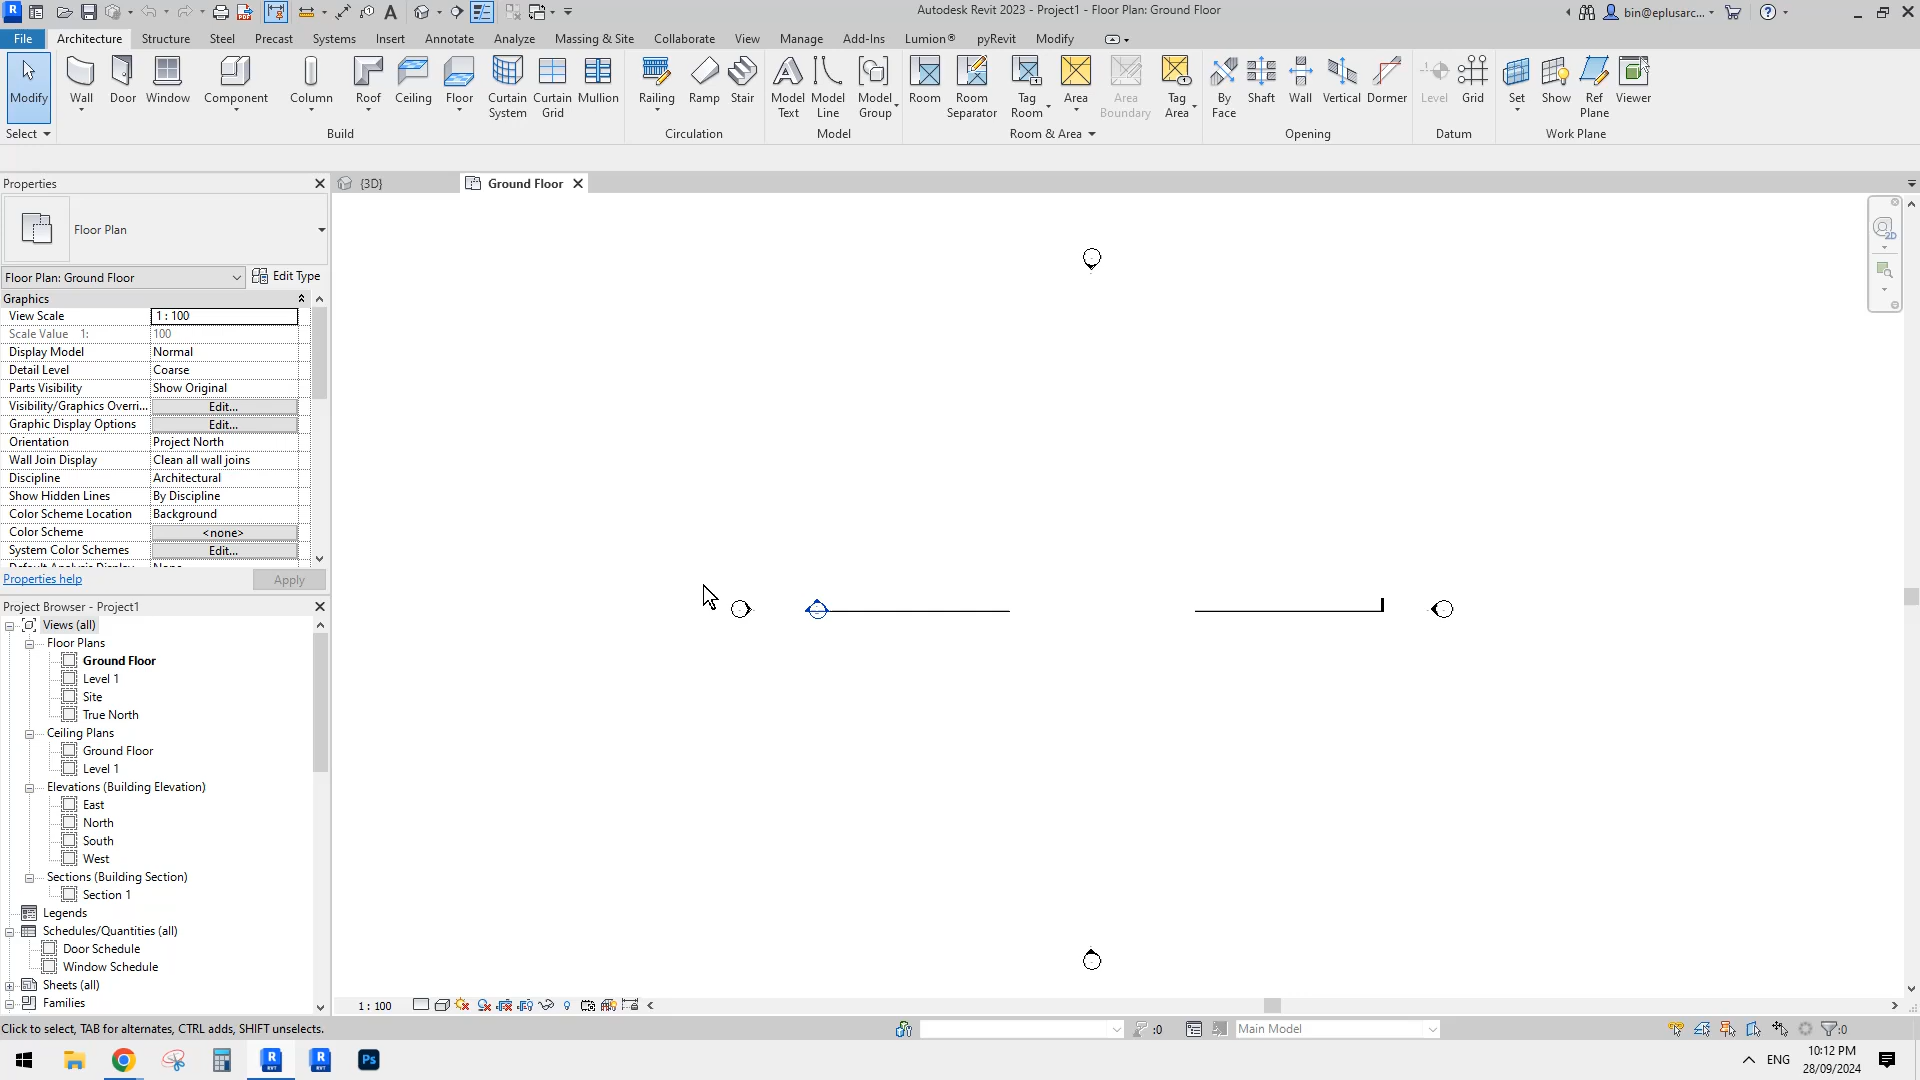 Autodesk Revit 2023 - Project1 - Floor Plan: Ground Floor
bin@eplusarc...
File Architecture Structure Steel Precast Systems Insert Annotate Analyze Massing & Site Collaborate View Manage Add-Ins Lumion® pyRevit Modify
Modify Wall Door Window Component Column Roof Ceiling Floor Curtain System Curtain Grid Mullion Railing Ramp Stair Model Text Model Line Model Group Room Room Separator Tag Room Area Area Boundary Tag Area By Face Shaft Wall Vertical Dormer Level Grid Set Show Ref Plane Viewer
Select Build Circulation Model Room & Area Opening Datum Work Plane
Properties
{3D}
Ground Floor
Floor Plan
Floor Plan: Ground Floor
Edit Type
Graphics
View Scale 1 : 100
Scale Value 1: 100
Display Model Normal
Detail Level Coarse
Parts Visibility Show Original
Visibility/Graphics Overri... Edit...
Graphic Display Options Edit...
Orientation Project North
Wall Join Display Clean all wall joins
Discipline Architectural
Show Hidden Lines By Discipline
Color Scheme Location Background
Color Scheme <none>
System Color Schemes Edit...
Properties help
Apply
Project Browser - Project1
Views (all)
Floor Plans
Ground Floor
Level 1
Site
True North
Ceiling Plans
Ground Floor
Level 1
Elevations (Building Elevation)
East
North
South
West
Sections (Building Section)
Section 1
Legends
Schedules/Quantities (all)
Door Schedule
Window Schedule
Sheets (all)
Families
1 : 100
Click to select, TAB for alternates, CTRL adds, SHIFT unselects.
:0
Main Model
:0
ENG
10:12 PM
28/09/2024